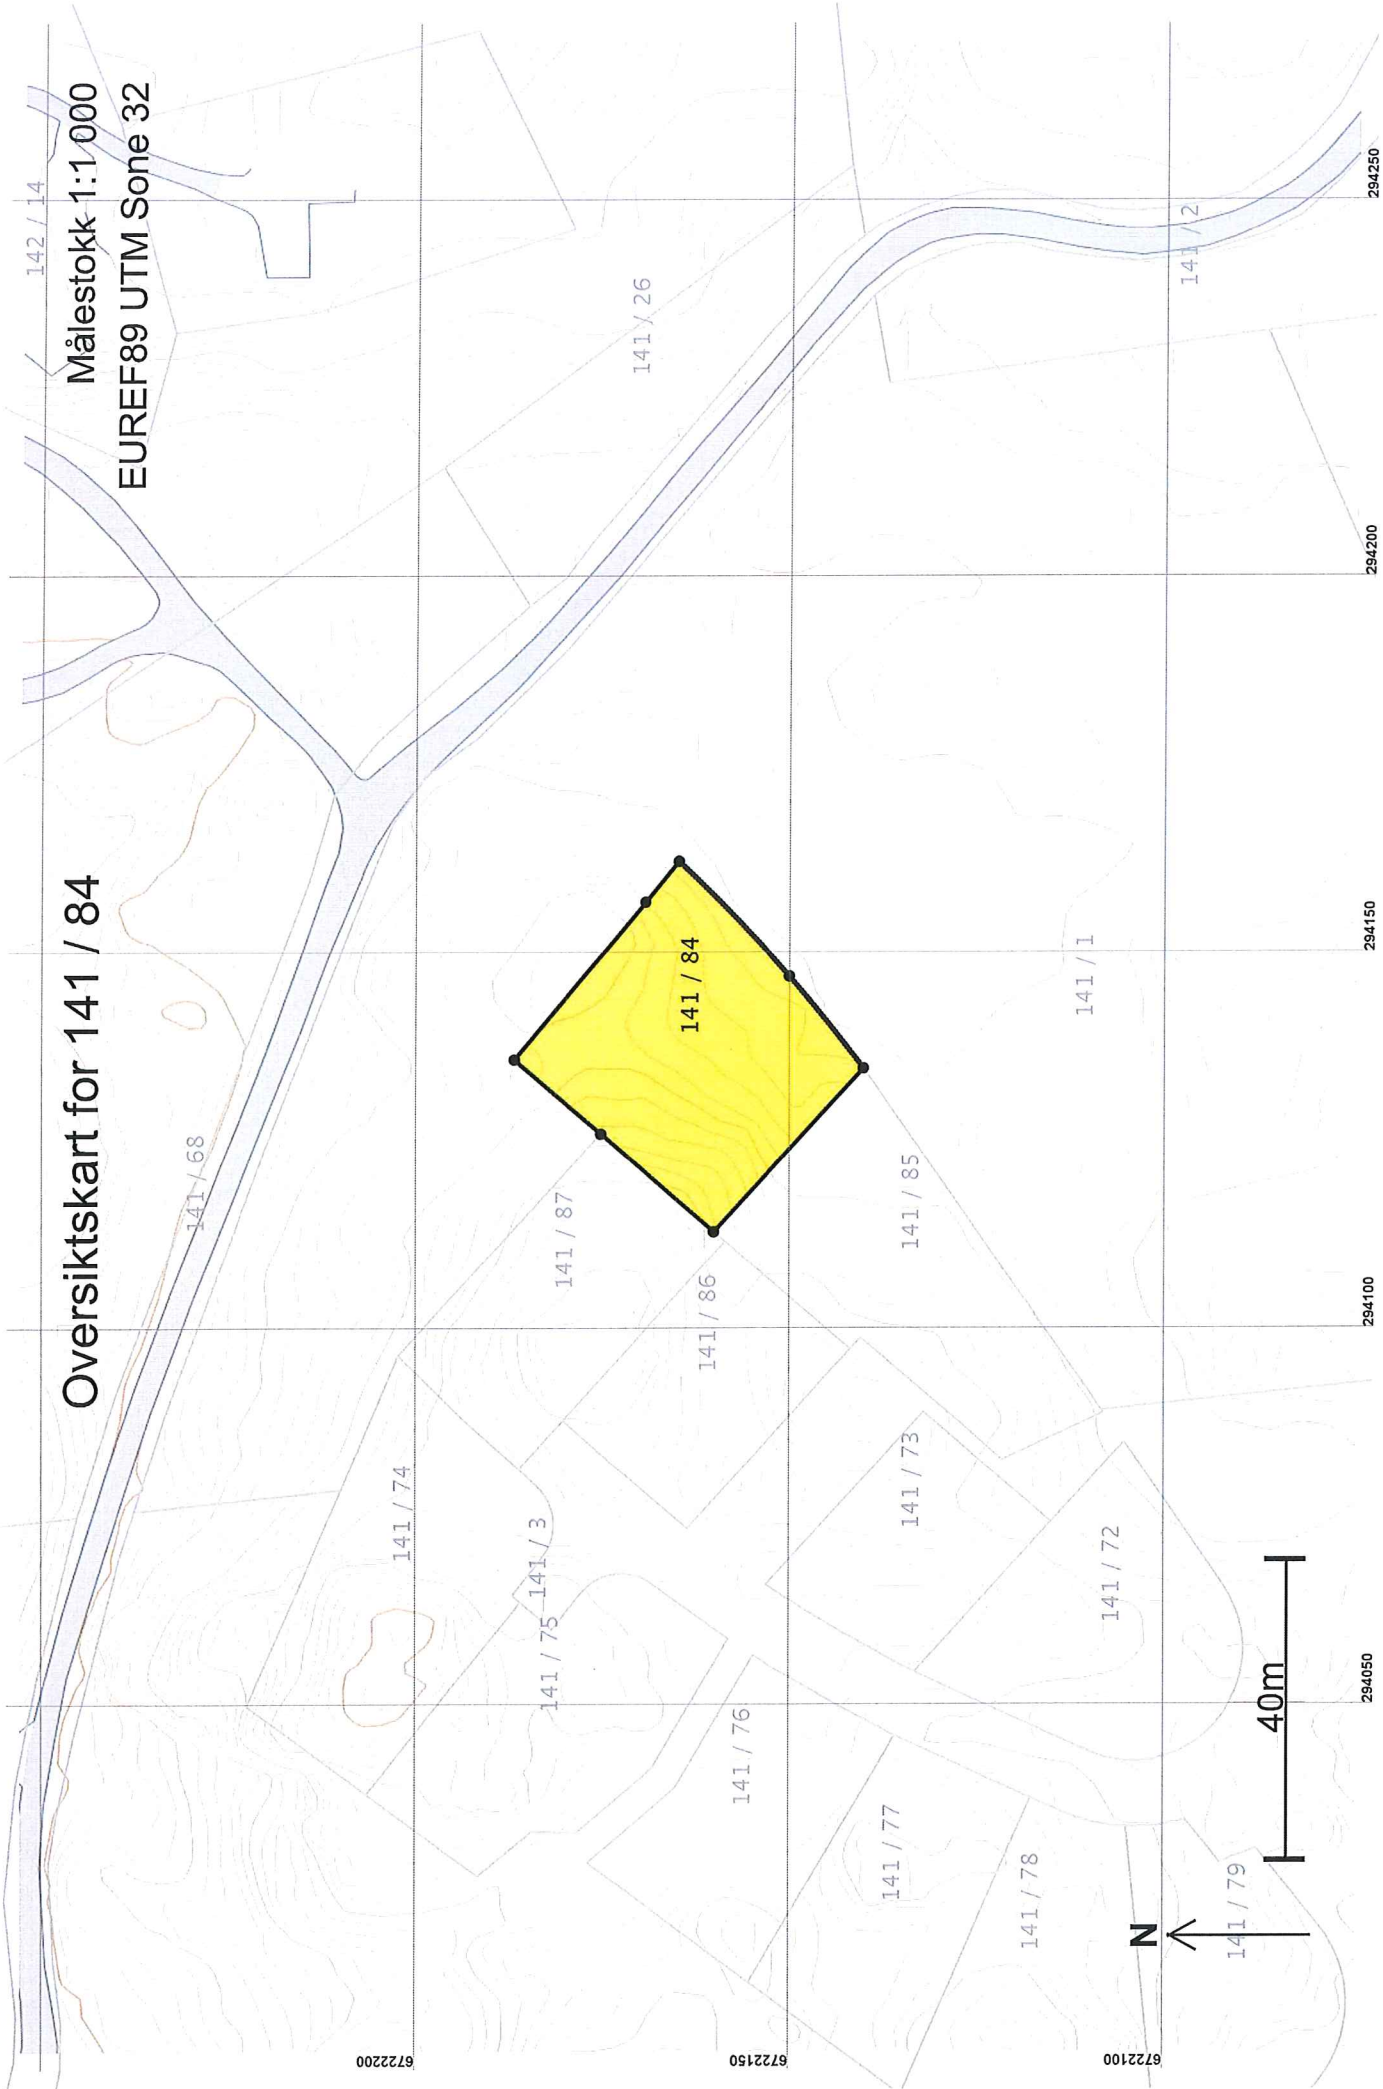 Oversiktskart for 141 / 84
Målestokk 1:1 000
EUREF89 UTM Sone 32
142 / 14
141 / 68
141 / 26
141 / 2
141 / 74
141 / 87
141 / 84
141 / 3
141 / 75
141 / 86
141 / 85
141 / 1
141 / 76
141 / 73
141 / 72
141 / 77
141 / 78
141 / 79
N
40m
6722200
6722150
6722100
294050
294100
294150
294200
294250